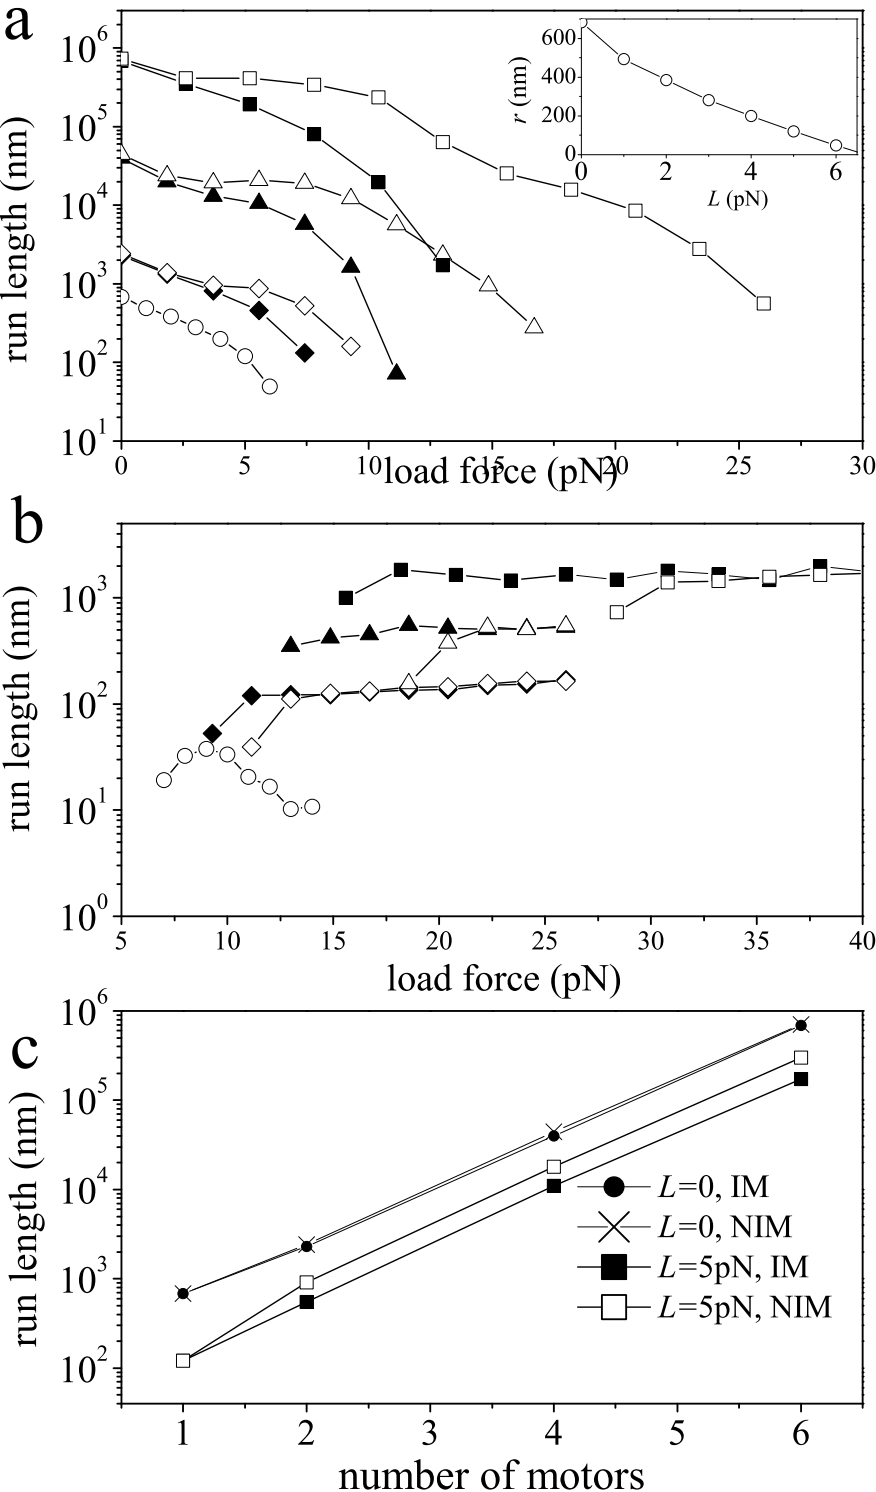 a
run length (nm)
10^6
10^5
10^4
10^3
10^2
10^1
0 5 10 15 20 25 30
load force (pN)
r (nm)
600
400
200
0
0 2 4 6
L (pN)
b
run length (nm)
10^3
10^2
10^1
10^0
5 10 15 20 25 30 35 40
load force (pN)
c
run length (nm)
10^6
10^5
10^4
10^3
10^2
L=0, IM
L=0, NIM
L=5pN, IM
L=5pN, NIM
1 2 3 4 5 6
number of motors